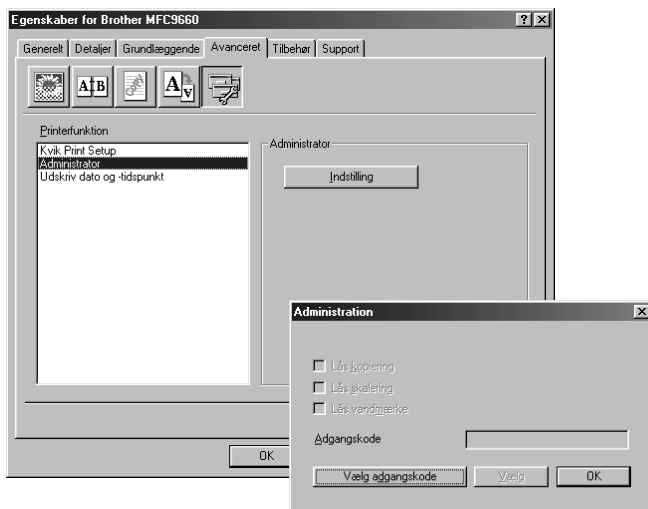 Egenskaber for Brother MFC9660
Generelt Detaljer Grundlæggende Avanceret Tilbehør Support
Printerfunktion
Kvik Print Setup
Administrator
Udskriv dato og -tidspunkt
Administrator
Indstilling
OK
Administration
Lås kopiering
Lås skalering
Lås vandmærke
Adgangskode
Vælg adgangskode Vælg OK